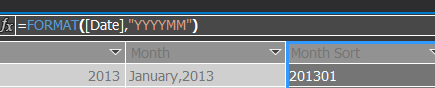 fx =FORMAT([Date],"YYYYMM")
Month Month Sort
2013 January,2013 201301